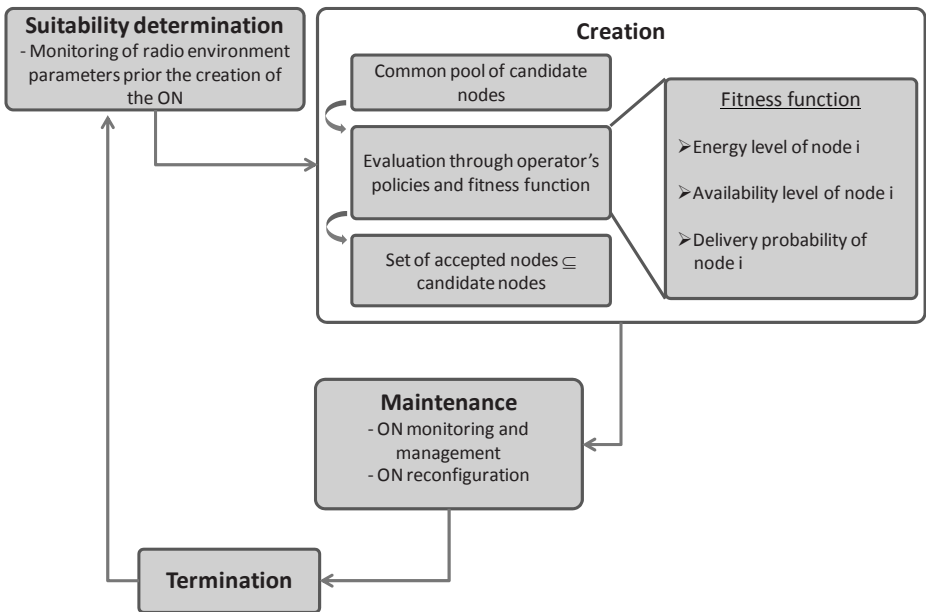 Suitability determination
- Monitoring of radio environment
parameters prior the creation of
the ON
Creation
Common pool of candidate
nodes
Evaluation through operator's
policies and fitness function
Set of accepted nodes ⊆
candidate nodes
Fitness function
➢Energy level of node i
➢Availability level of node i
➢Delivery probability of
node i
Maintenance
- ON monitoring and
management
- ON reconfiguration
Termination